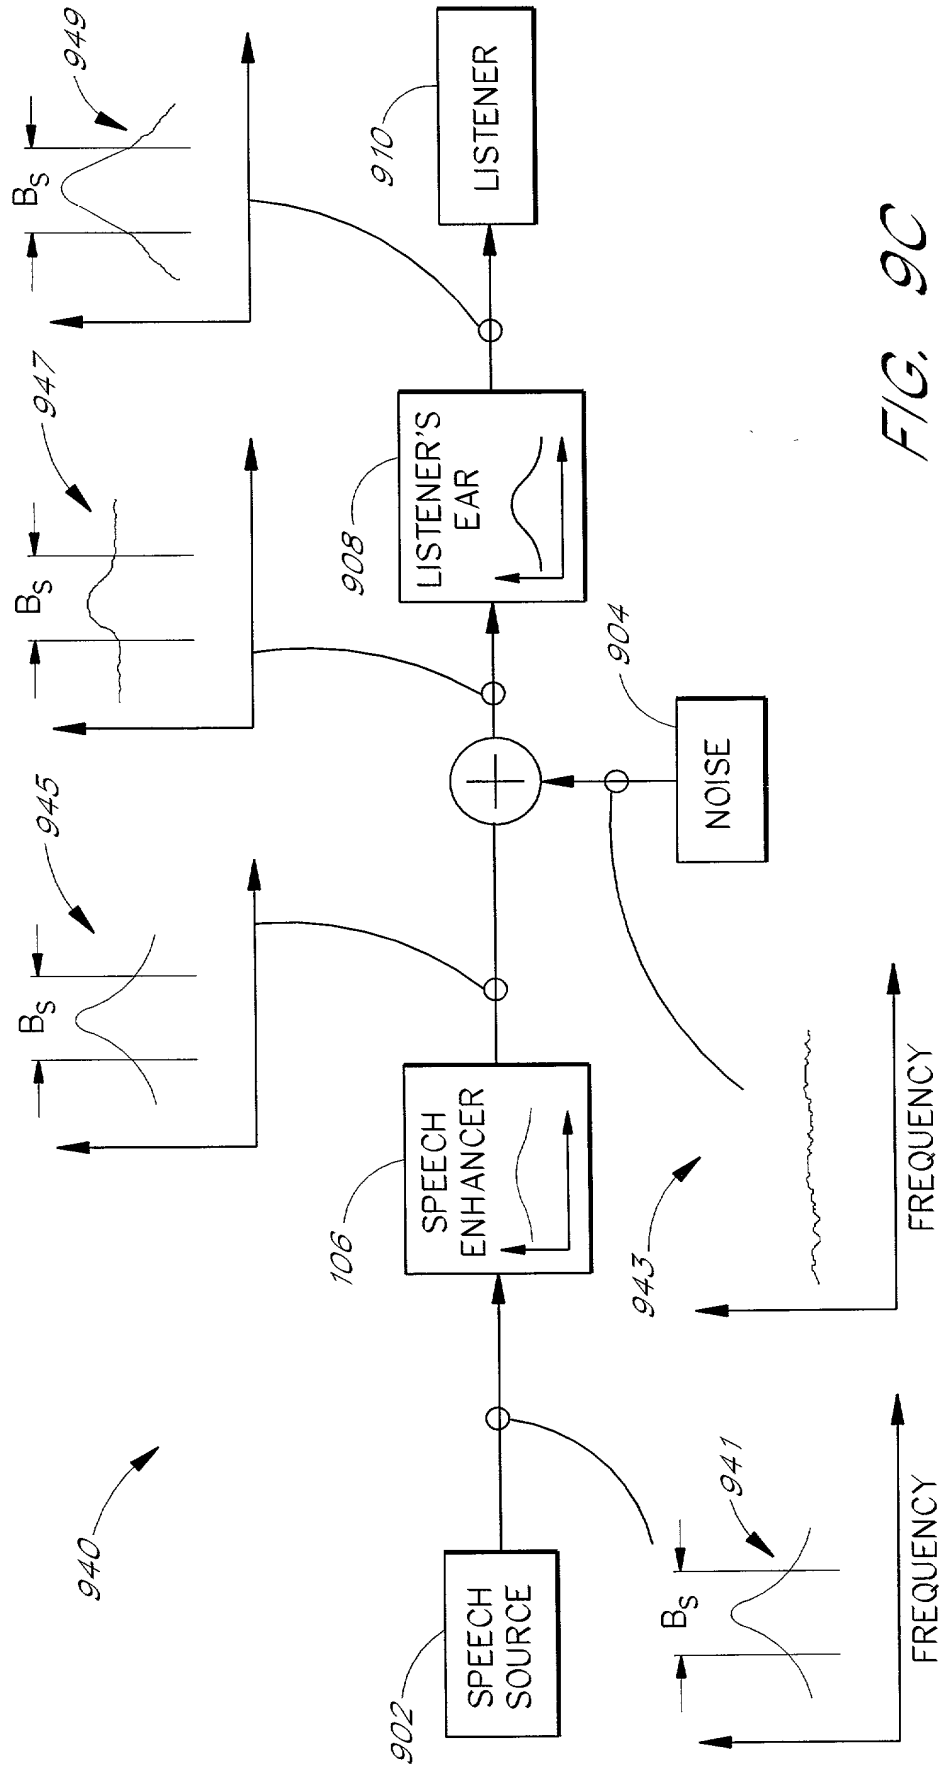 940
B_S
945
B_S
947
B_S
949
902
SPEECH
SOURCE
106
SPEECH
ENHANCER
908
LISTENER'S
EAR
910
LISTENER
904
NOISE
B_S
941
FREQUENCY
943
FREQUENCY
FIG. 9C